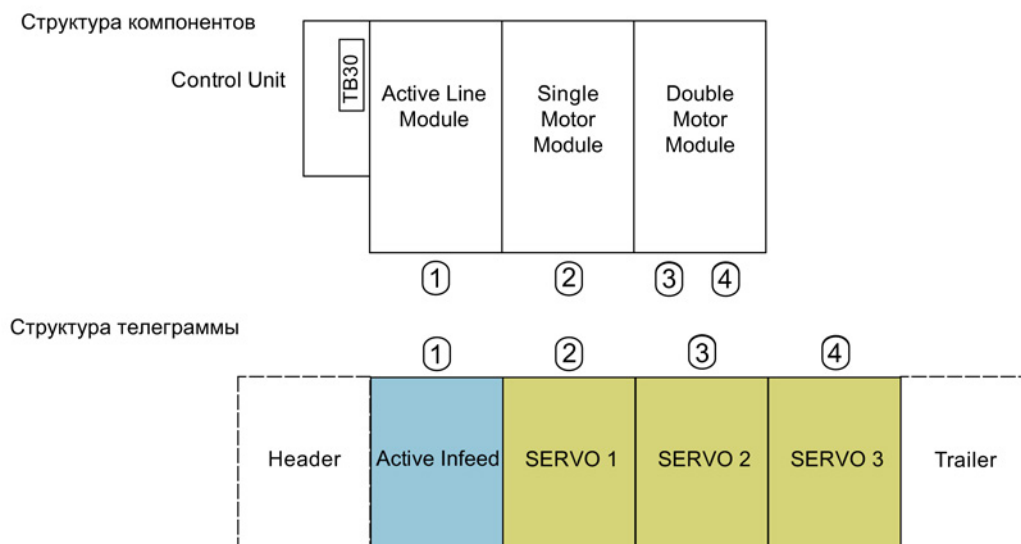 Структура компонентов
Control Unit
TB30
Active Line
Module
Single
Motor
Module
Double
Motor
Module
1
2
3
4
Структура телеграммы
1
2
3
4
Header
Active Infeed
SERVO 1
SERVO 2
SERVO 3
Trailer